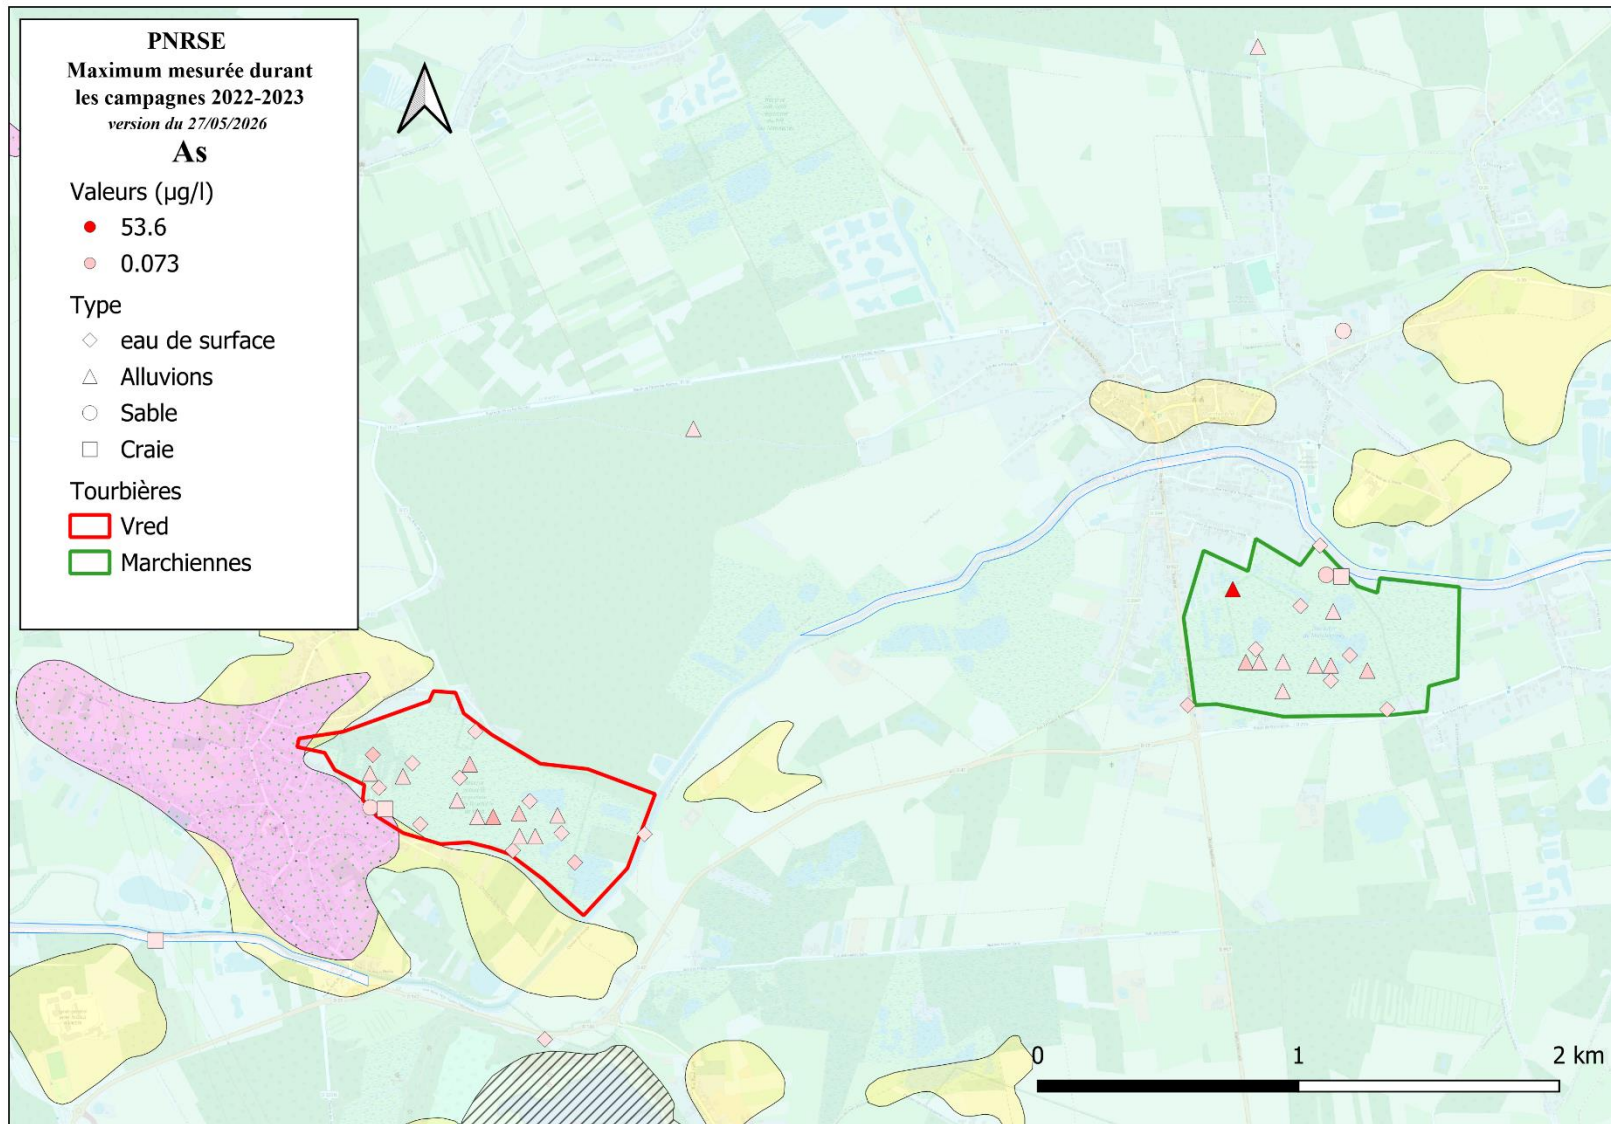 PNRSE
Maximum mesurée durant
les campagnes 2022-2023
version du 27/05/2026
As
Valeurs (µg/l)
53.6
0.073
Type
eau de surface
Alluvions
Sable
Craie
Tourbières
Vred
Marchiennes
0 1 2 km